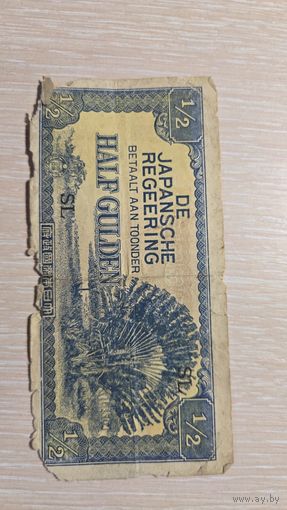 1/2
1/2
DE
JAPANSCHE
REGEERING
BETAALT AAN TOONDER
HALF GULDEN
SL
SL
1/2
1/2
www.ay.by